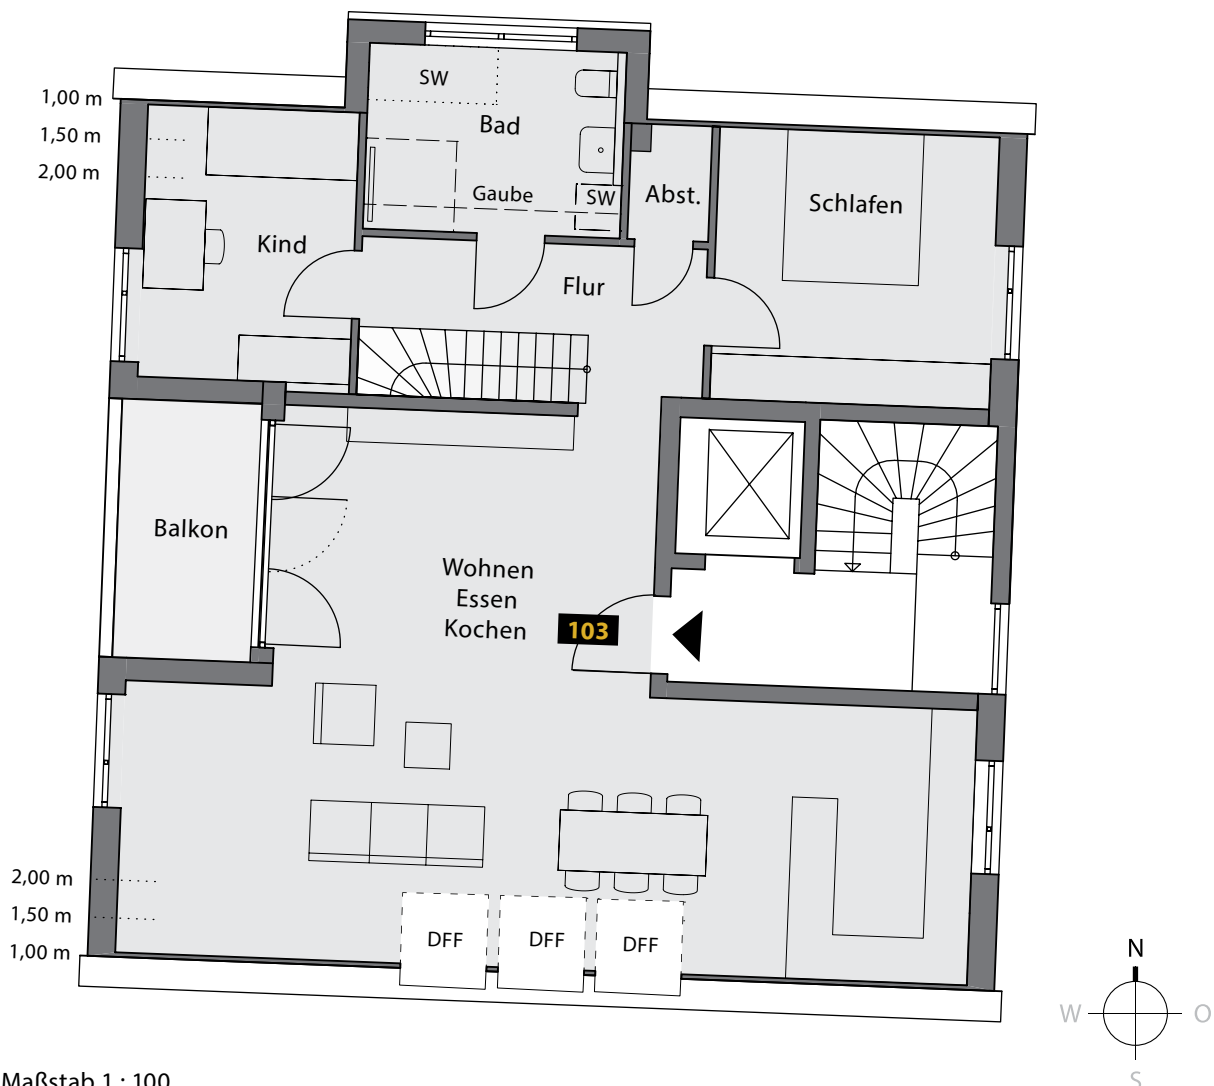 1,00 m
SW
Bad
1,50 m
2,00 m
Gaube
SW
Abst.
Schlafen
Kind
Flur
Balkon
Wohnen
Essen
Kochen
103
2,00 m
1,50 m
1,00 m
DFF
DFF
DFF
N
W
O
S
Maßstab 1 : 100